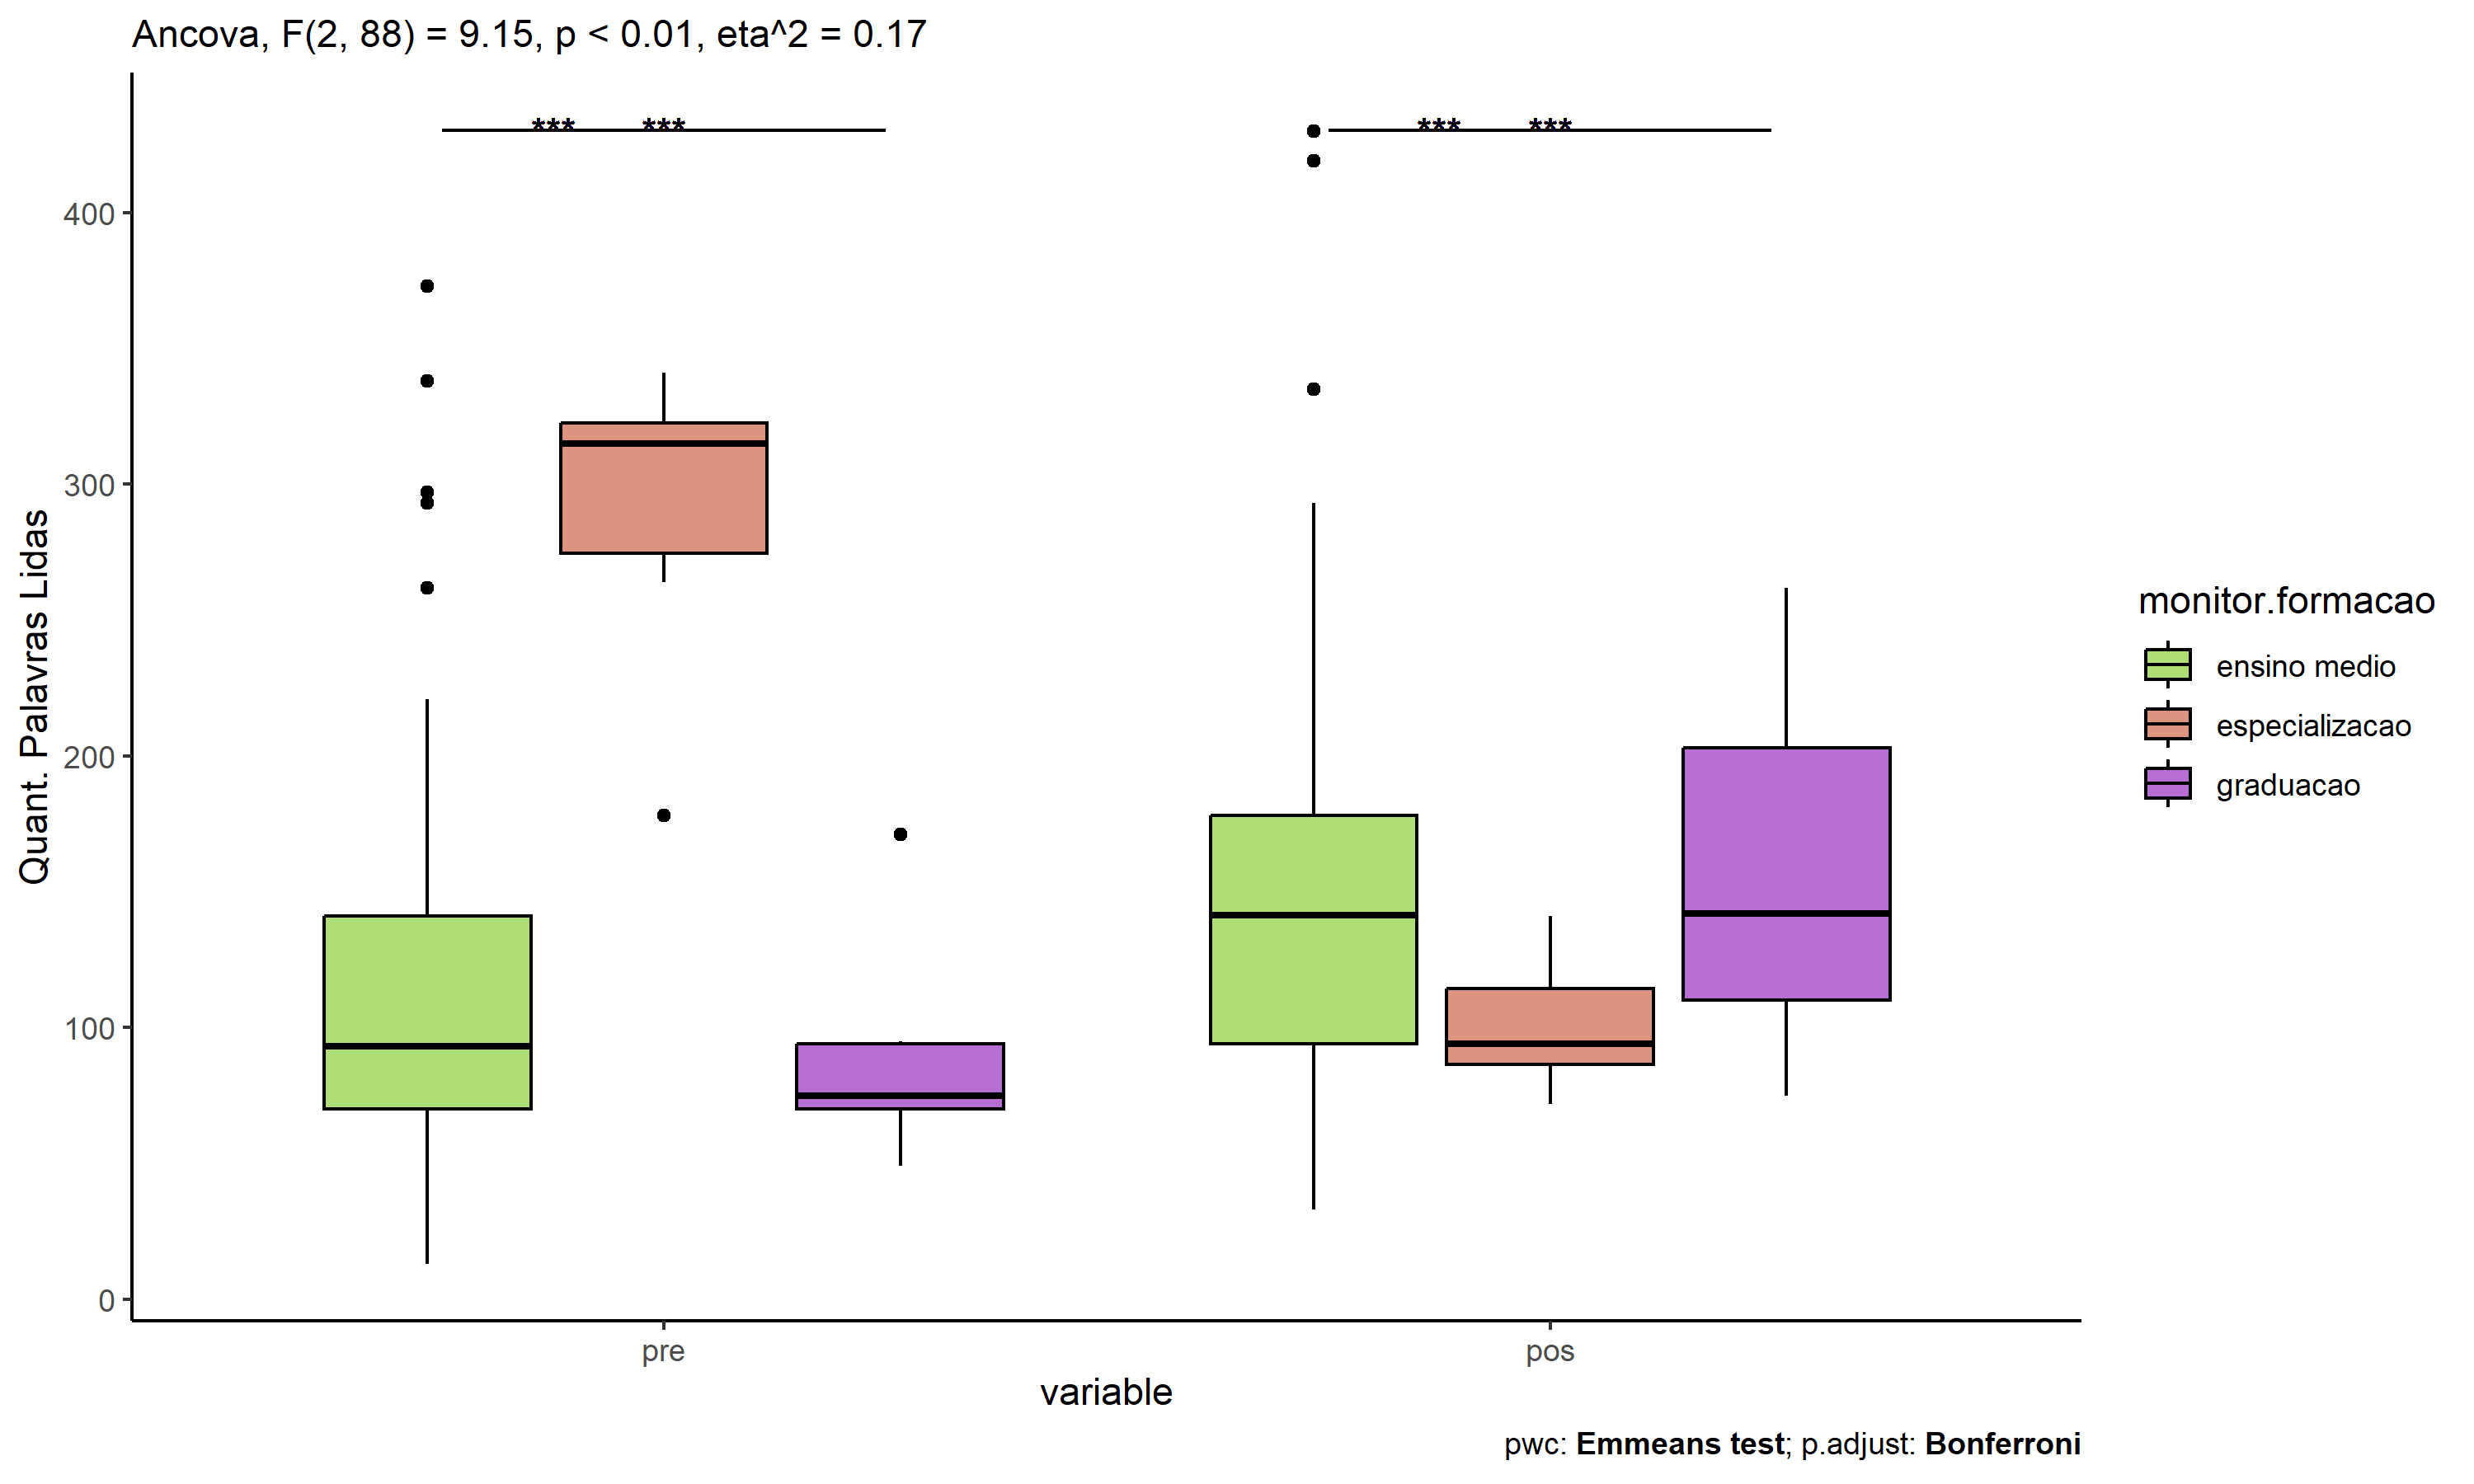 Ancova, F(2, 88) = 9.15, p < 0.01, eta^2 = 0.17
*** *** *** ***
Quant. Palavras Lidas
400
300
200
100
0
pre pos
variable
monitor.formacao
ensino medio
especializacao
graduacao
pwc: Emmeans test; p.adjust: Bonferroni